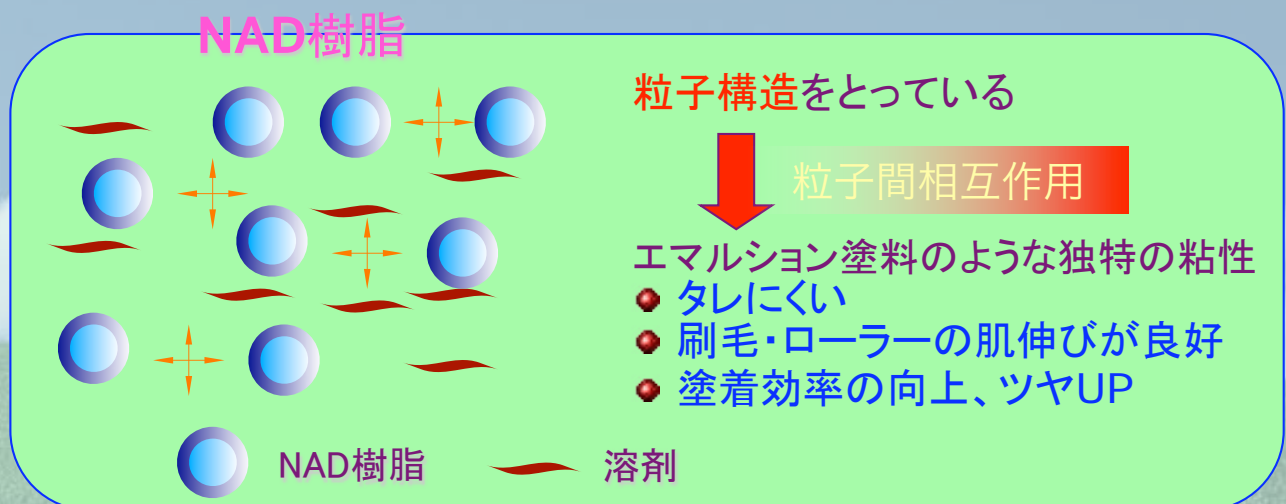 NAD樹脂
粒子構造をとっている
粒子間相互作用
エマルション塗料のような独特の粘性
タレにくい
刷毛・ローラーの肌伸びが良好
塗着効率の向上、ツヤUP
NAD樹脂
溶剤